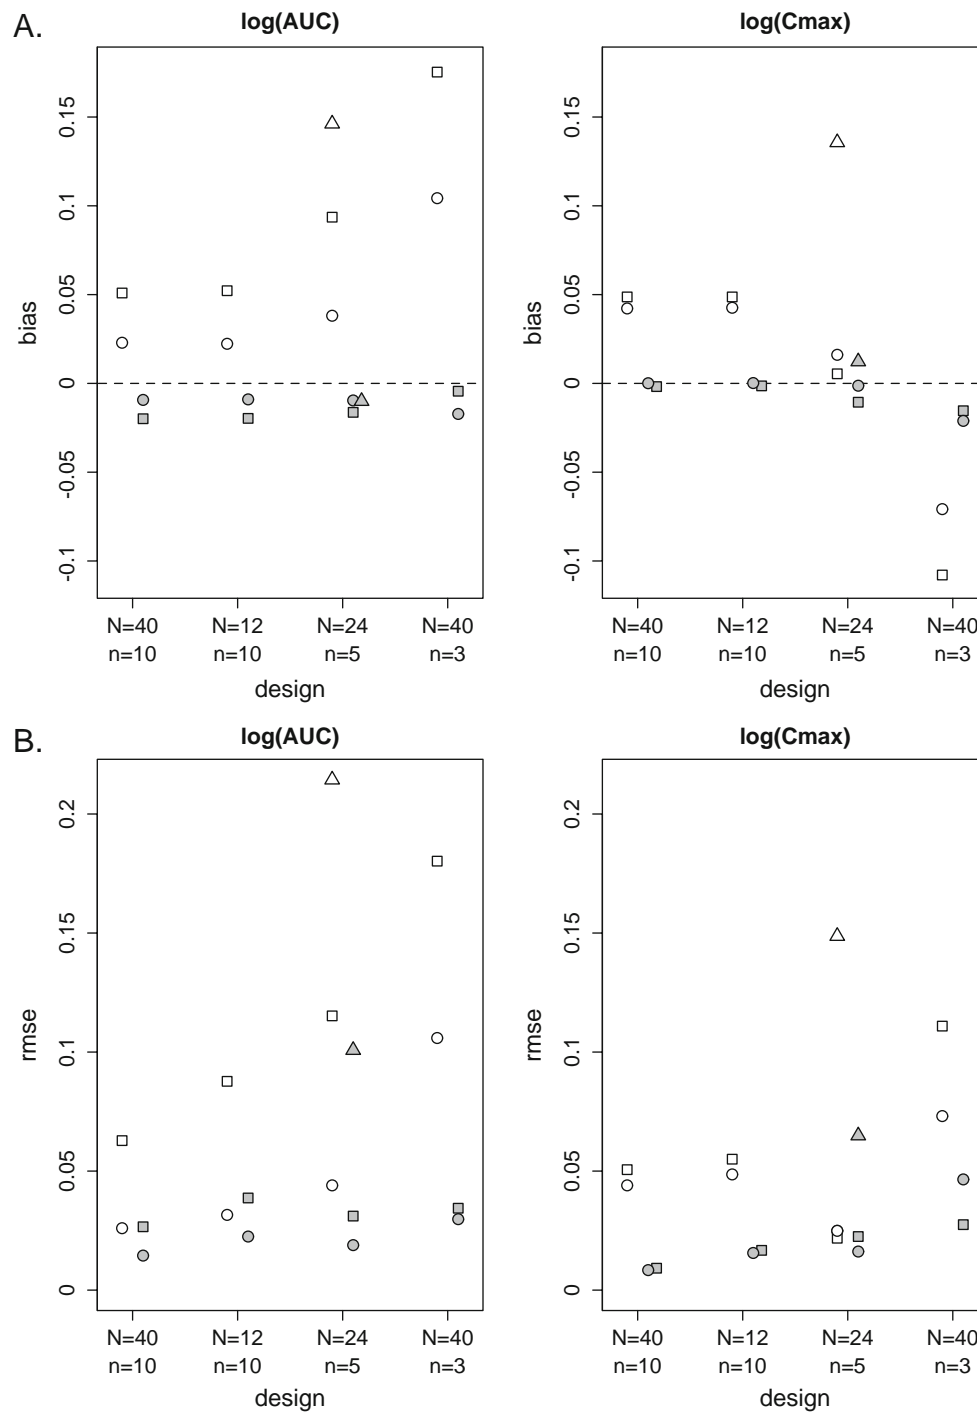 A.
log(AUC)
log(Cmax)
bias
0.15
0.1
0.05
0
-0.05
-0.1
N=40 N=12 N=24 N=40
n=10 n=10 n=5 n=3
design
bias
0.15
0.1
0.05
0
-0.05
-0.1
N=40 N=12 N=24 N=40
n=10 n=10 n=5 n=3
design
B.
log(AUC)
log(Cmax)
rmse
0.2
0.15
0.1
0.05
0
N=40 N=12 N=24 N=40
n=10 n=10 n=5 n=3
design
rmse
0.2
0.15
0.1
0.05
0
N=40 N=12 N=24 N=40
n=10 n=10 n=5 n=3
design